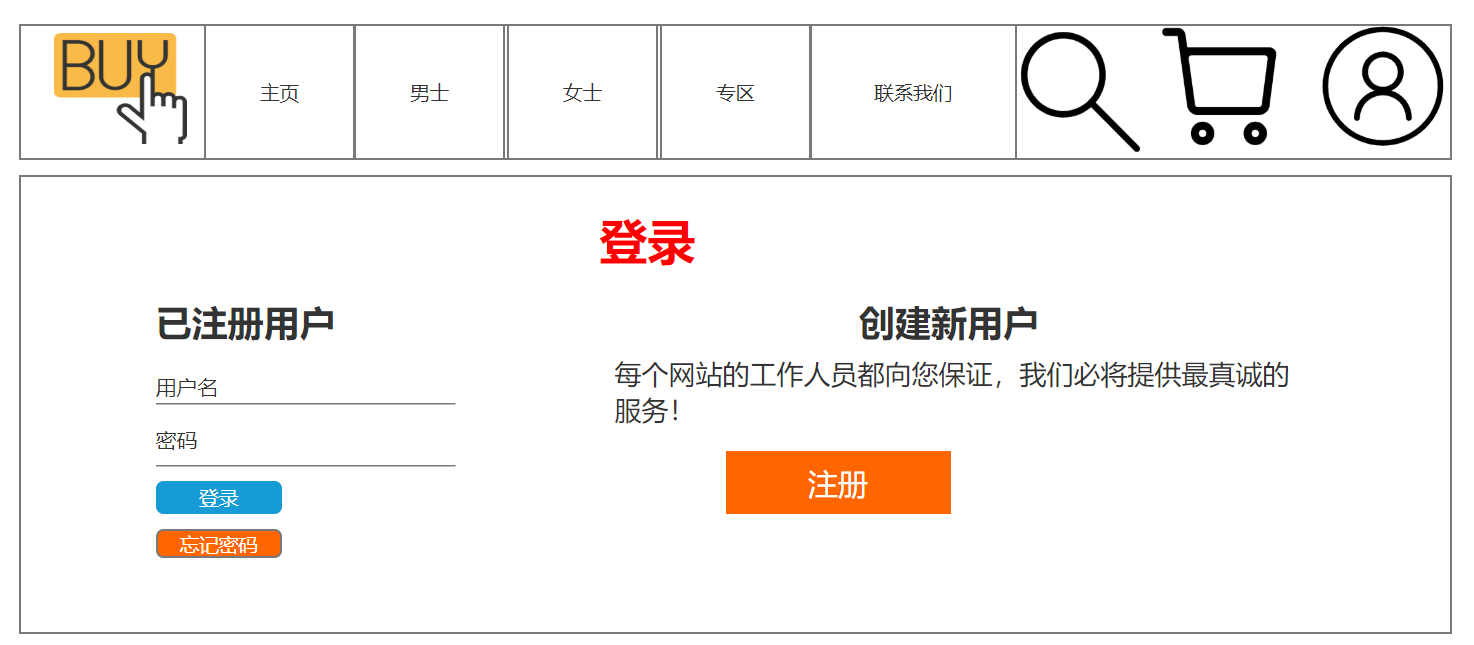 BUY
主页
男士
女士
专区
联系我们
登录
已注册用户
用户名
密码
登录
忘记密码
创建新用户
每个网站的工作人员都向您保证，我们必将提供最真诚的
服务！
注册